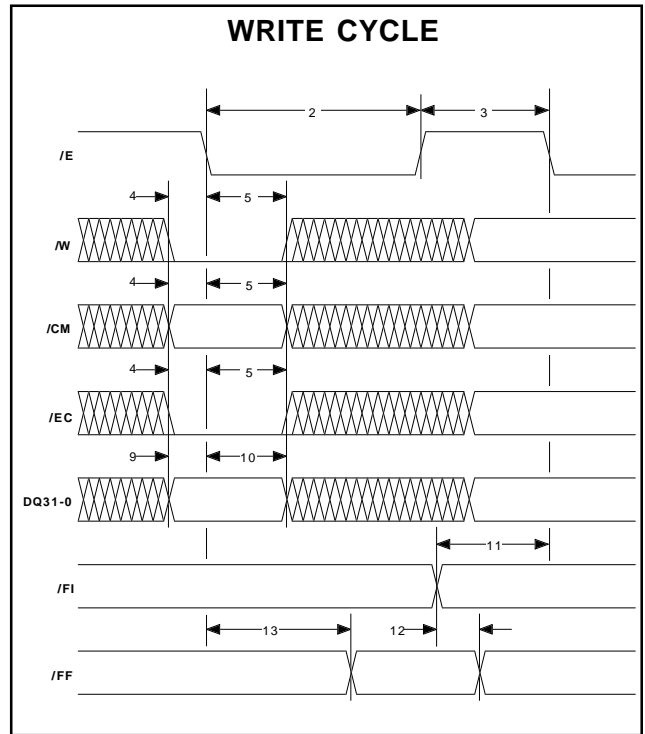 WRITE CYCLE
2 3
/E
4 5
/W
4 5
/CM
4 5
/EC
9 10
DQ31-0
11
/FI
13 12
/FF